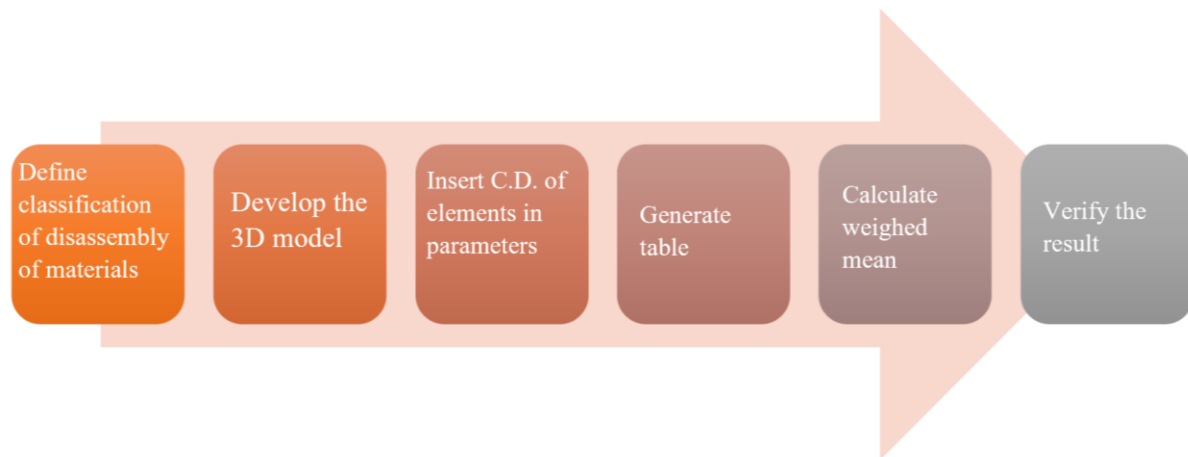 Define
classification
of disassembly
of materials
Develop the
3D model
Insert C.D. of
elements in
parameters
Generate
table
Calculate
weighed
mean
Verify the
result